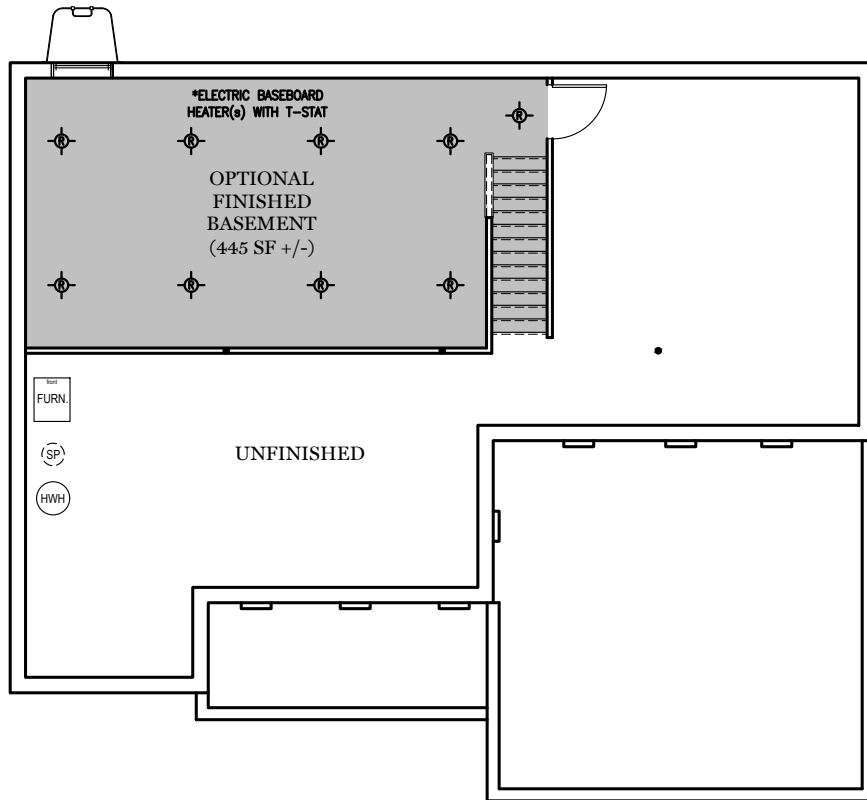 *ELECTRIC BASEBOARD
HEATER(s) WITH T-STAT
R
R
R
R
R
OPTIONAL
FINISHED
BASEMENT
(445 SF +/-)
R
R
R
R
front
FURN.
SP
UNFINISHED
HWH